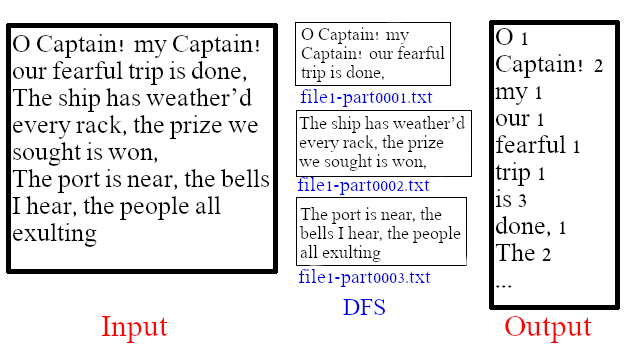 O Captain! my Captain!
our fearful trip is done,
The ship has weather'd
every rack, the prize we
sought is won,
The port is near, the bells
I hear, the people all
exulting
Input
O Captain! my
Captain! our fearful
trip is done,
file1-part0001.txt
The ship has weather'd
every rack, the prize
we sought is won,
file1-part0002.txt
The port is near, the
bells I hear, the people
all exulting
file1-part0003.txt
DFS
O 1
Captain! 2
my 1
our 1
fearful 1
trip 1
is 3
done, 1
The 2
...
Output